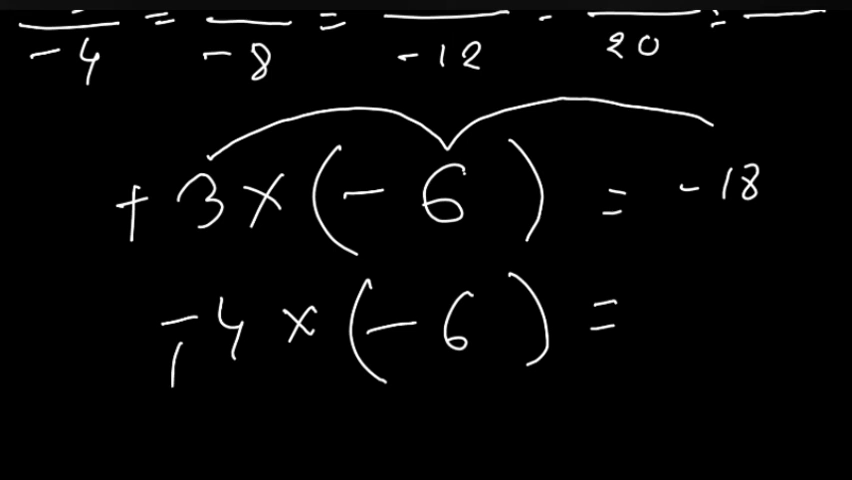 -4 = -8 = -12 - 20 =
+3×(-6) = -18
-4×(-6) =